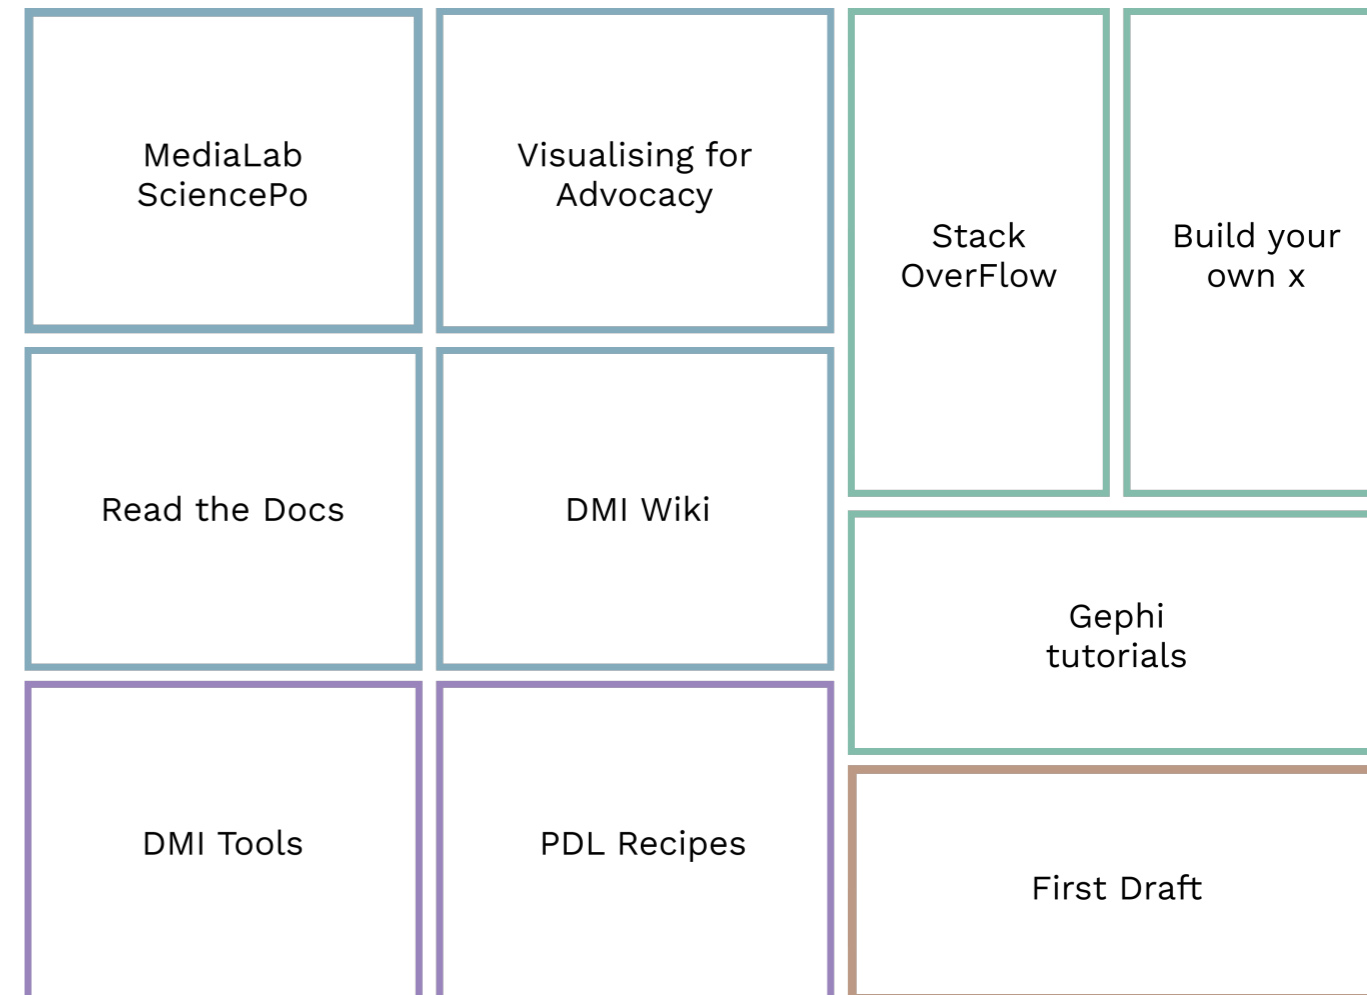 MediaLab
SciencePo
Visualising for
Advocacy
Stack
OverFlow
Build your
own x
Read the Docs
DMI Wiki
Gephi
tutorials
DMI Tools
PDL Recipes
First Draft